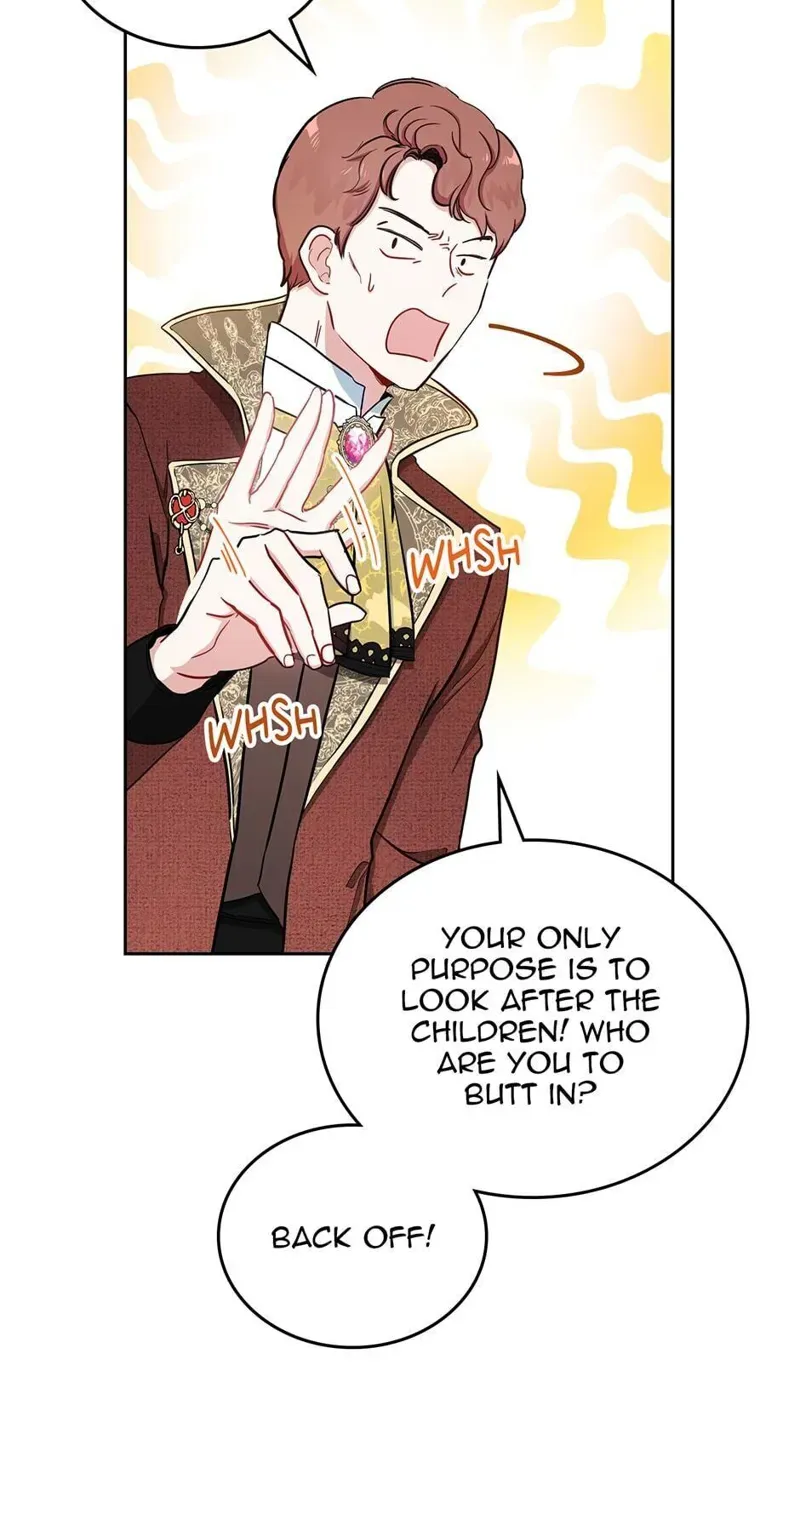 WHSH
WHSH
YOUR ONLY
PURPOSE IS TO
LOOK AFTER THE
CHILDREN! WHO
ARE YOU TO
BUTT IN?
BACK OFF!